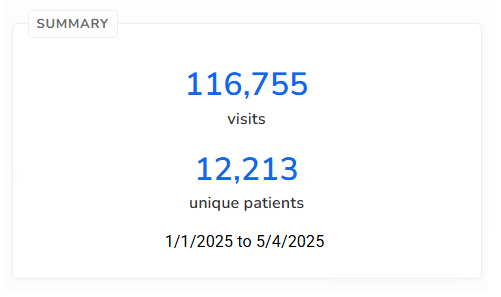 SUMMARY
116,755
visits
12,213
unique patients
1/1/2025 to 5/4/2025